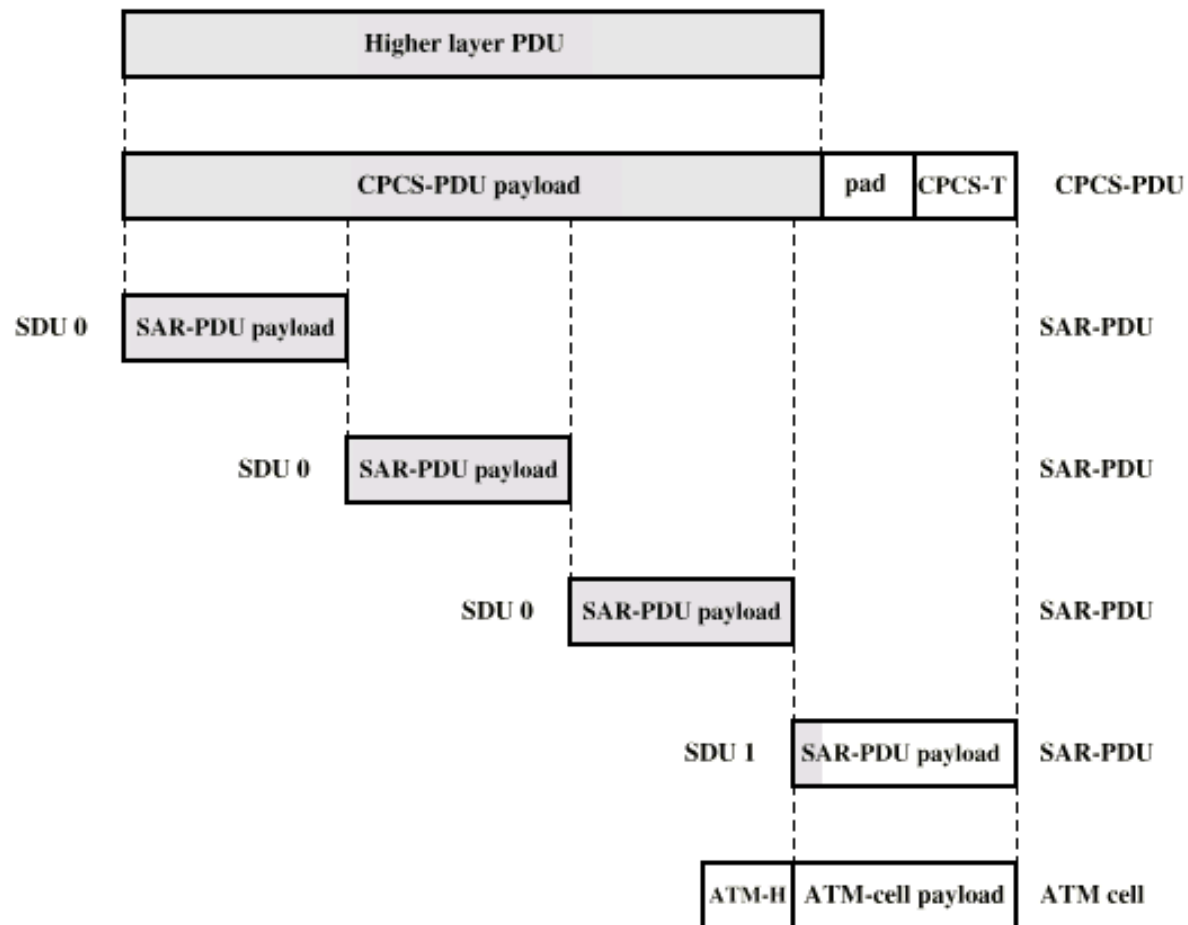 Higher layer PDU
CPCS-PDU payload pad CPCS-T CPCS-PDU
SDU 0 SAR-PDU payload SAR-PDU
SDU 0 SAR-PDU payload SAR-PDU
SDU 0 SAR-PDU payload SAR-PDU
SDU 1 SAR-PDU payload SAR-PDU
ATM-H ATM-cell payload ATM cell